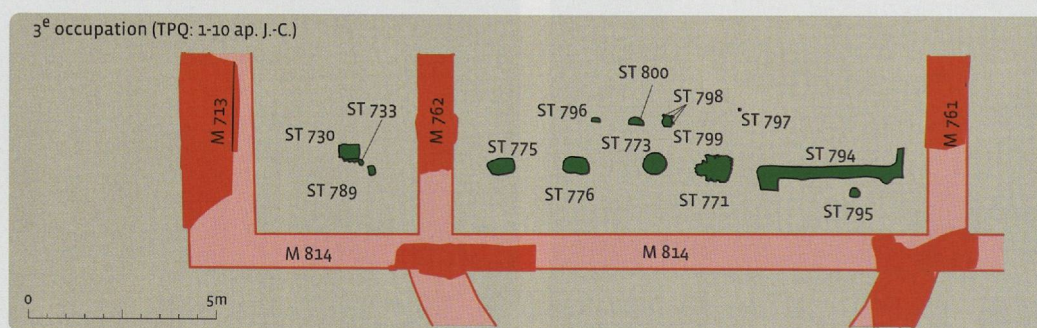 3e occupation (TPQ: 1-10 ap. J.-C.)
M 713
ST 730
ST 733
ST 789
M 762
ST 796
ST 800
ST 798
ST 797
ST 775
ST 773
ST 799
ST 776
ST 771
ST 794
ST 795
M 761
M 814
M 814
0 5m